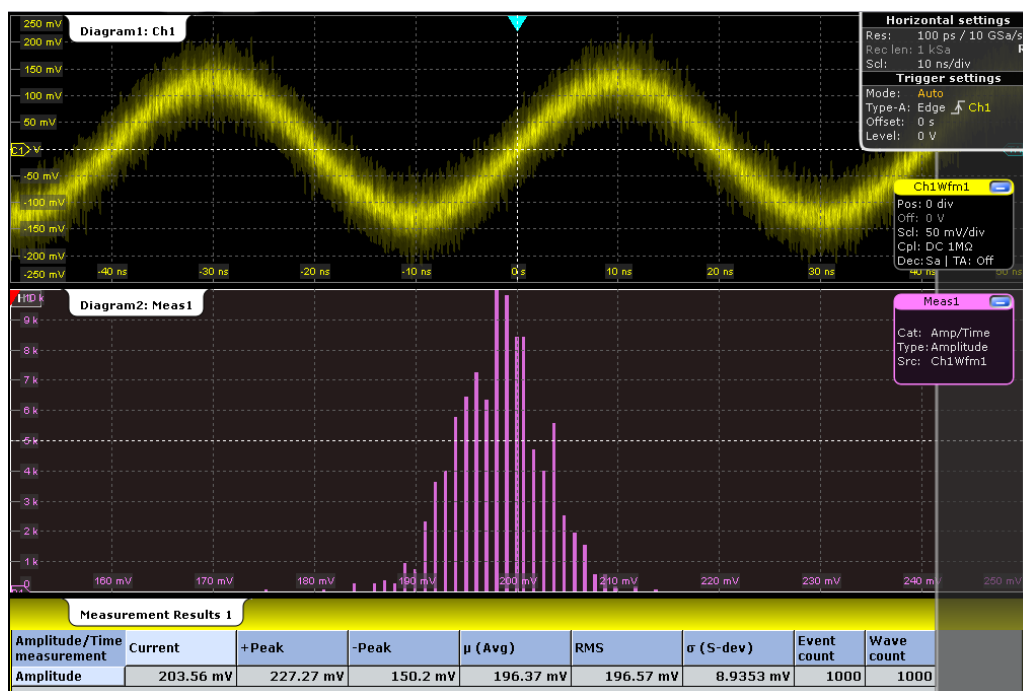 250 mV
Diagram1: Ch1
200 mV
150 mV
100 mV
50 mV
C1 V
-50 mV
-100 mV
-150 mV
-200 mV
-250 mV
-40 ns -30 ns -20 ns -10 ns 0 s 10 ns 20 ns 30 ns 40 ns 50 ns
Horizontal settings
Res: 100 ps / 10 GSa/s
Rec len: 1 kSa R
Scl: 10 ns/div
Trigger settings
Mode: Auto
Type-A: Edge Ch1
Offset: 0 s
Level: 0 V
Ch1Wfm1
Pos: 0 div
Off: 0 V
Scl: 50 mV/div
Cpl: DC 1MΩ
Dec: Sa | TA: Off
10 k
Diagram2: Meas1
9 k
8 k
7 k
6 k
5 k
4 k
3 k
2 k
1 k
0
160 mV 170 mV 180 mV 190 mV 200 mV 210 mV 220 mV 230 mV 240 m 250 mV
Meas1
Cat: Amp/Time
Type: Amplitude
Src: Ch1Wfm1
Measurement Results 1
Amplitude/Time measurement Current +Peak -Peak µ (Avg) RMS σ (S-dev) Event count Wave count
Amplitude 203.56 mV 227.27 mV 150.2 mV 196.37 mV 196.57 mV 8.9353 mV 1000 1000